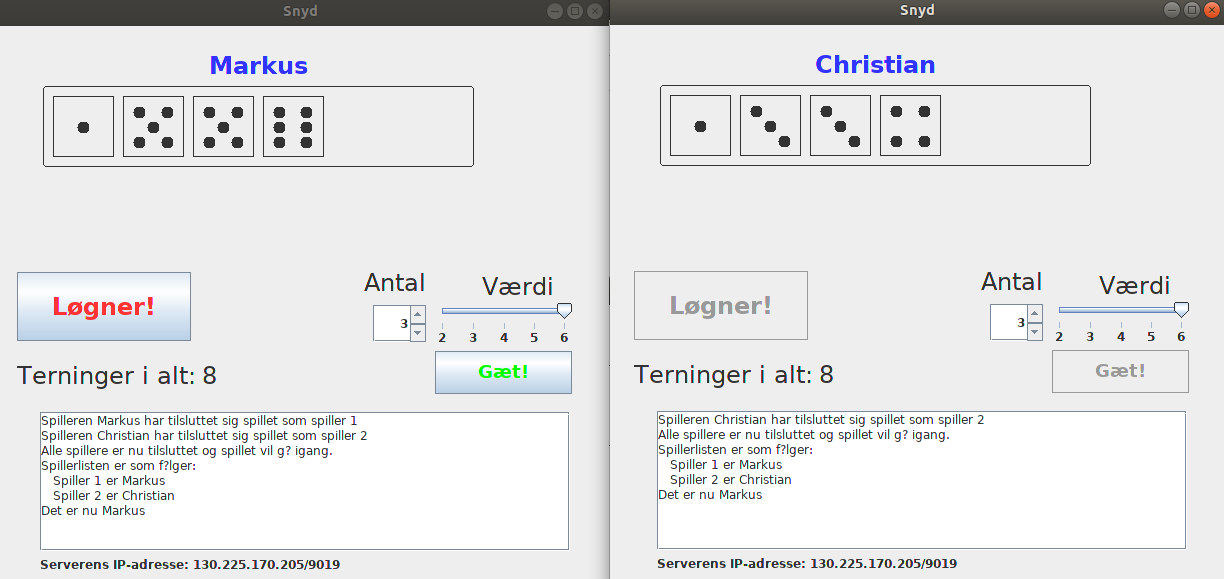 Snyd
Markus
Løgner!
Antal
Værdi
3
2 3 4 5 6
Gæt!
Terninger i alt: 8
Spilleren Markus har tilsluttet sig spillet som spiller 1
Spilleren Christian har tilsluttet sig spillet som spiller 2
Alle spillere er nu tilsluttet og spillet vil g? igang.
Spillerlisten er som f?lger:
Spiller 1 er Markus
Spiller 2 er Christian
Det er nu Markus
Serverens IP-adresse: 130.225.170.205/9019
Snyd
Christian
Løgner!
Antal
Værdi
3
2 3 4 5 6
Gæt!
Terninger i alt: 8
Spilleren Christian har tilsluttet sig spillet som spiller 2
Alle spillere er nu tilsluttet og spillet vil g? igang.
Spillerlisten er som f?lger:
Spiller 1 er Markus
Spiller 2 er Christian
Det er nu Markus
Serverens IP-adresse: 130.225.170.205/9019